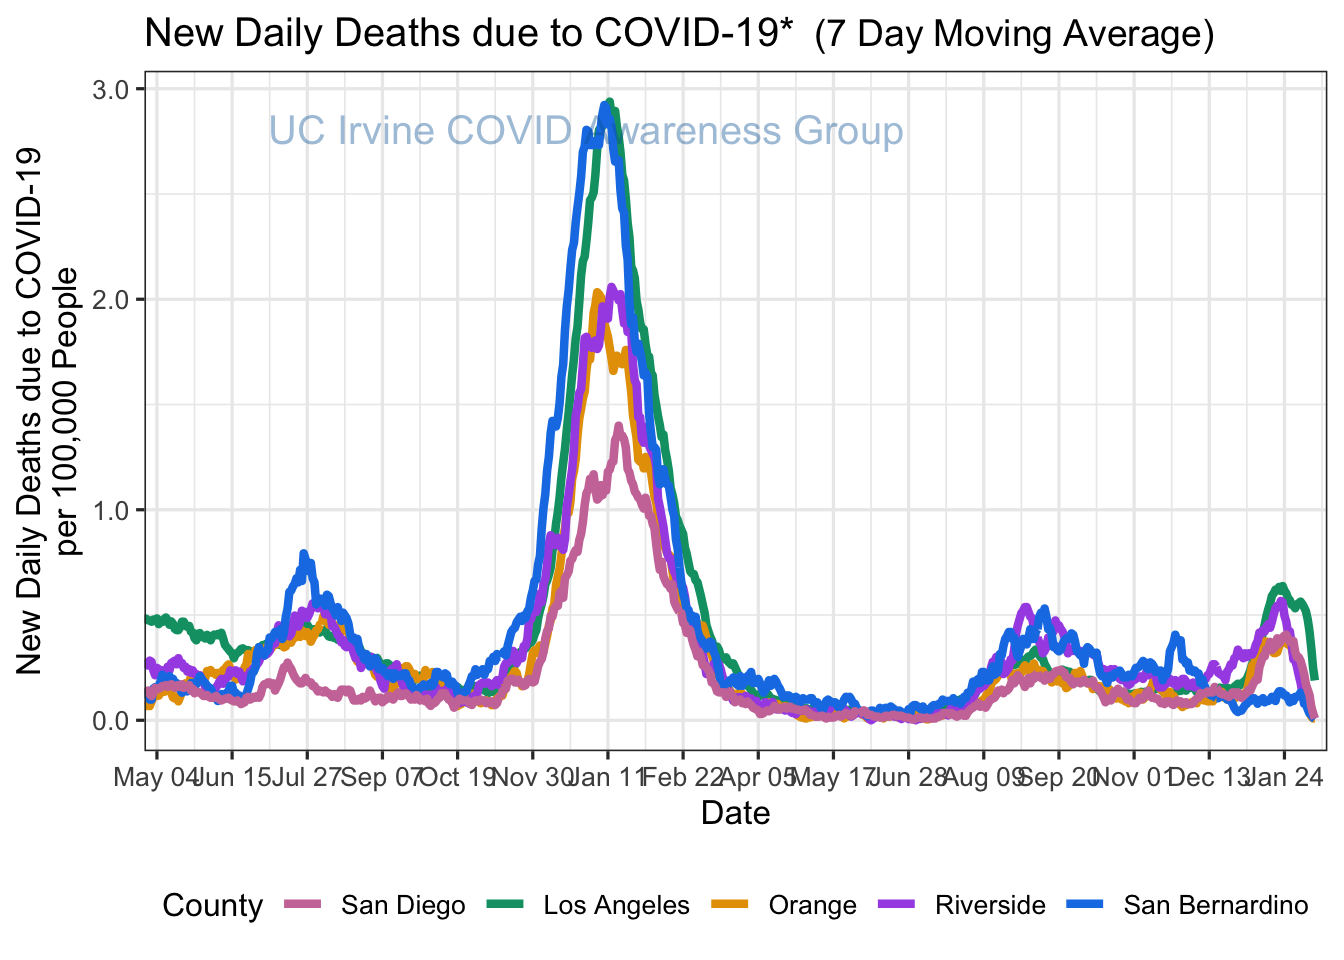 New Daily Deaths due to COVID-19* (7 Day Moving Average)
UC Irvine COVID Awareness Group
New Daily Deaths due to COVID-19
per 100,000 People
3.0
2.0
1.0
0.0
May 04 Jun 15 Jul 27 Sep 07 Oct 19 Nov 30 Jan 11 Feb 22 Apr 05 May 17 Jun 28 Aug 09 Sep 20 Nov 01 Dec 13 Jan 24
Date
County San Diego Los Angeles Orange Riverside San Bernardino